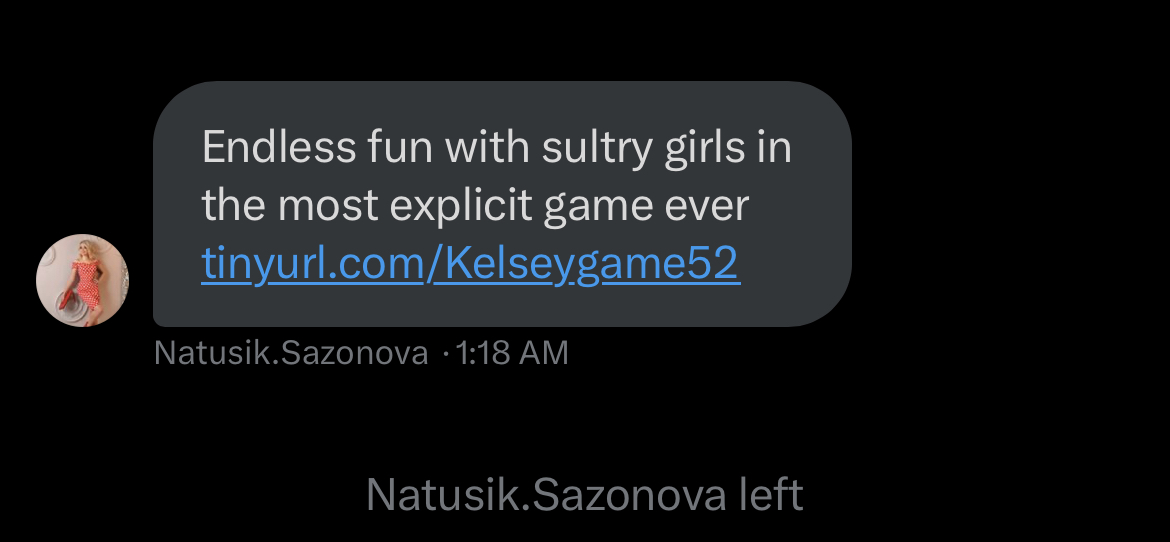 Endless fun with sultry girls in
the most explicit game ever
tinyurl.com/Kelseygame52
Natusik.Sazonova · 1:18 AM
Natusik.Sazonova left